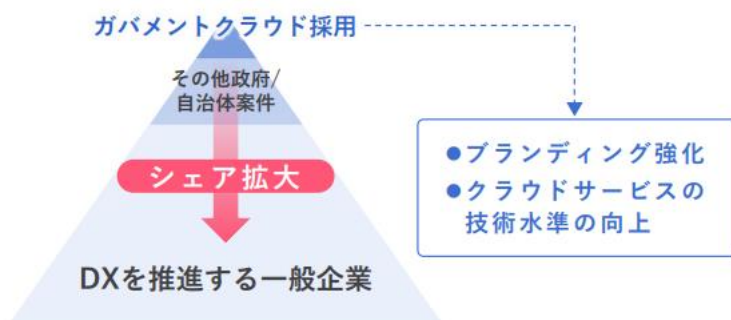 ガバメントクラウド採用
その他政府/
自治体案件
シェア拡大
DXを推進する一般企業
●ブランディング強化
●クラウドサービスの
技術水準の向上